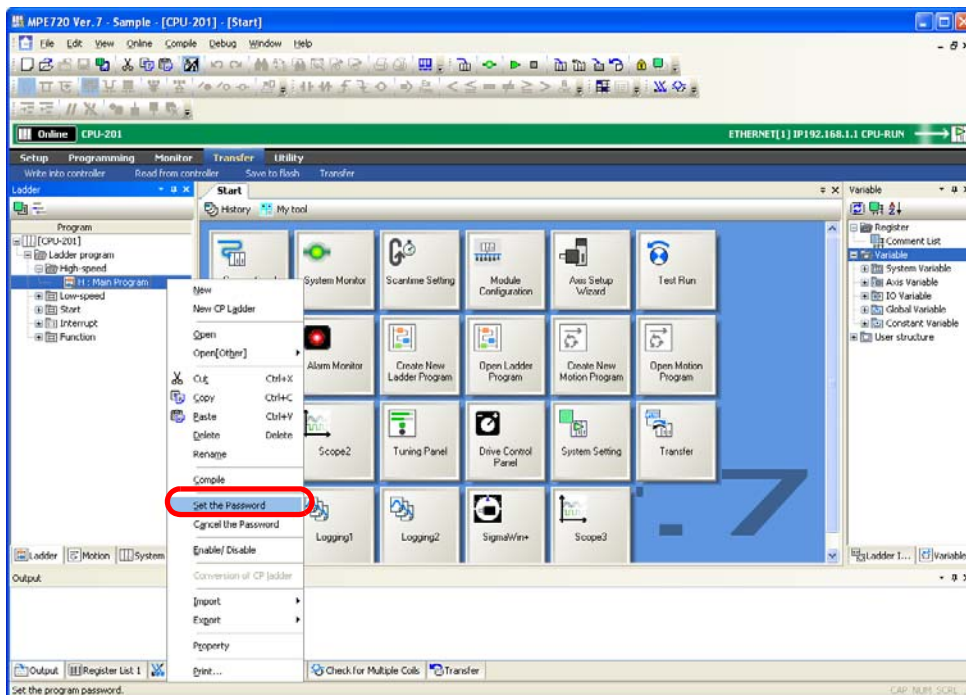 MPE720 Ver. 7 - Sample - [CPU-201] - [Start]
File Edit View Online Compile Debug Window Help
Online CPU-201 ETHERNET[1] IP192.168.1.1 CPU-RUN
Setup Programming Monitor Transfer Utility
Write into controller Read from controller Save to flash Transfer
Ladder
Start
Variable
History My tool
Program
[CPU-201]
Ladder program
High-speed
H : Main Program
Low-speed
Start
Interrupt
Function
New
New CP Ladder
Open
Open[Other]
Cut Ctrl+X
Copy Ctrl+C
Paste Ctrl+V
Delete Delete
Rename
Compile
Set the Password
Cancel the Password
Enable/ Disable
Conversion of CP ladder
Import
Export
Property
Print...
System Monitor
Scantime Setting
Module Configuration
Axis Setup Wizard
Test Run
Alarm Monitor
Create New Ladder Program
Open Ladder Program
Create New Motion Program
Open Motion Program
Scope2
Tuning Panel
Drive Control Panel
System Setting
Transfer
Logging1
Logging2
SigmaWin+
Scope3
.7
Register
Comment List
Variable
System Variable
Axis Variable
IO Variable
Global Variable
Constant Variable
User structure
Ladder Motion System
Ladder I... Variable
Output
Output Register List 1 Check for Multiple Coils Transfer
Set the program password. CAP NUM SCRL